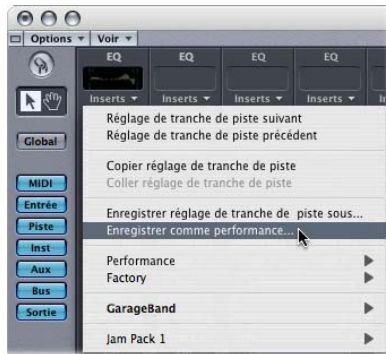 Options Voir
EQ EQ EQ EQ
Inserts Inserts Inserts Inserts
Global
MIDI
Entrée
Piste
Inst
Aux
Bus
Sortie
Réglage de tranche de piste suivant
Réglage de tranche de piste précédent
Copier réglage de tranche de piste
Coller réglage de tranche de piste
Enregistrer réglage de tranche de piste sous...
Enregistrer comme performance...
Performance
Factory
GarageBand
Jam Pack 1